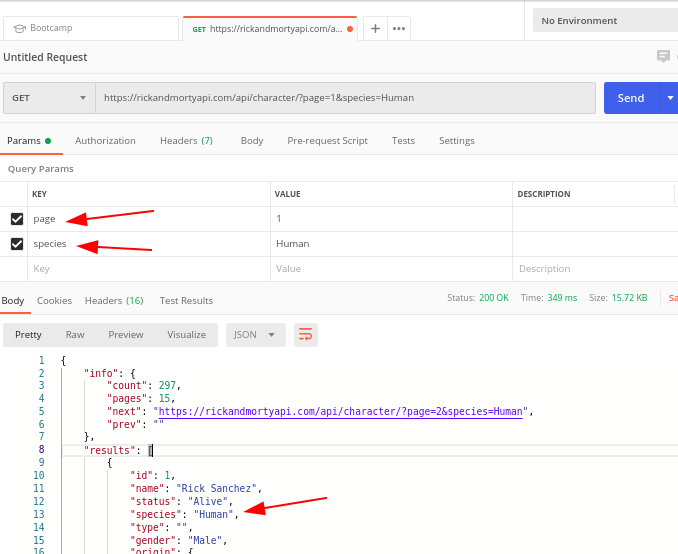 Bootcamp
GET https://rickandmortyapi.com/a...
+
•••
No Environment
Untitled Request
GET
https://rickandmortyapi.com/api/character/?page=1&species=Human
Send
Params
Authorization
Headers (7)
Body
Pre-request Script
Tests
Settings
Query Params
KEY VALUE DESCRIPTION
page 1
species Human
Key Value Description
Body Cookies Headers (16) Test Results
Status: 200 OK Time: 349 ms Size: 15.72 KB Sa
Pretty Raw Preview Visualize JSON
1 {
2 "info": {
3 "count": 297,
4 "pages": 15,
5 "next": "https://rickandmortyapi.com/api/character/?page=2&species=Human",
6 "prev": ""
7 },
8 "results": [
9 {
10 "id": 1,
11 "name": "Rick Sanchez",
12 "status": "Alive",
13 "species": "Human",
14 "type": "",
15 "gender": "Male",
16 "origin": {